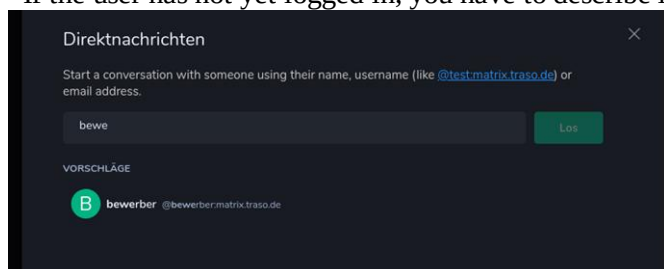 If the user has not yet logged in, you have to describe
Direktnachrichten
Start a conversation with someone using their name, username (like @test:matrix.traso.de) or
email address.
bewe
Los
VORSCHLÄGE
B bewerber @bewerber:matrix.traso.de